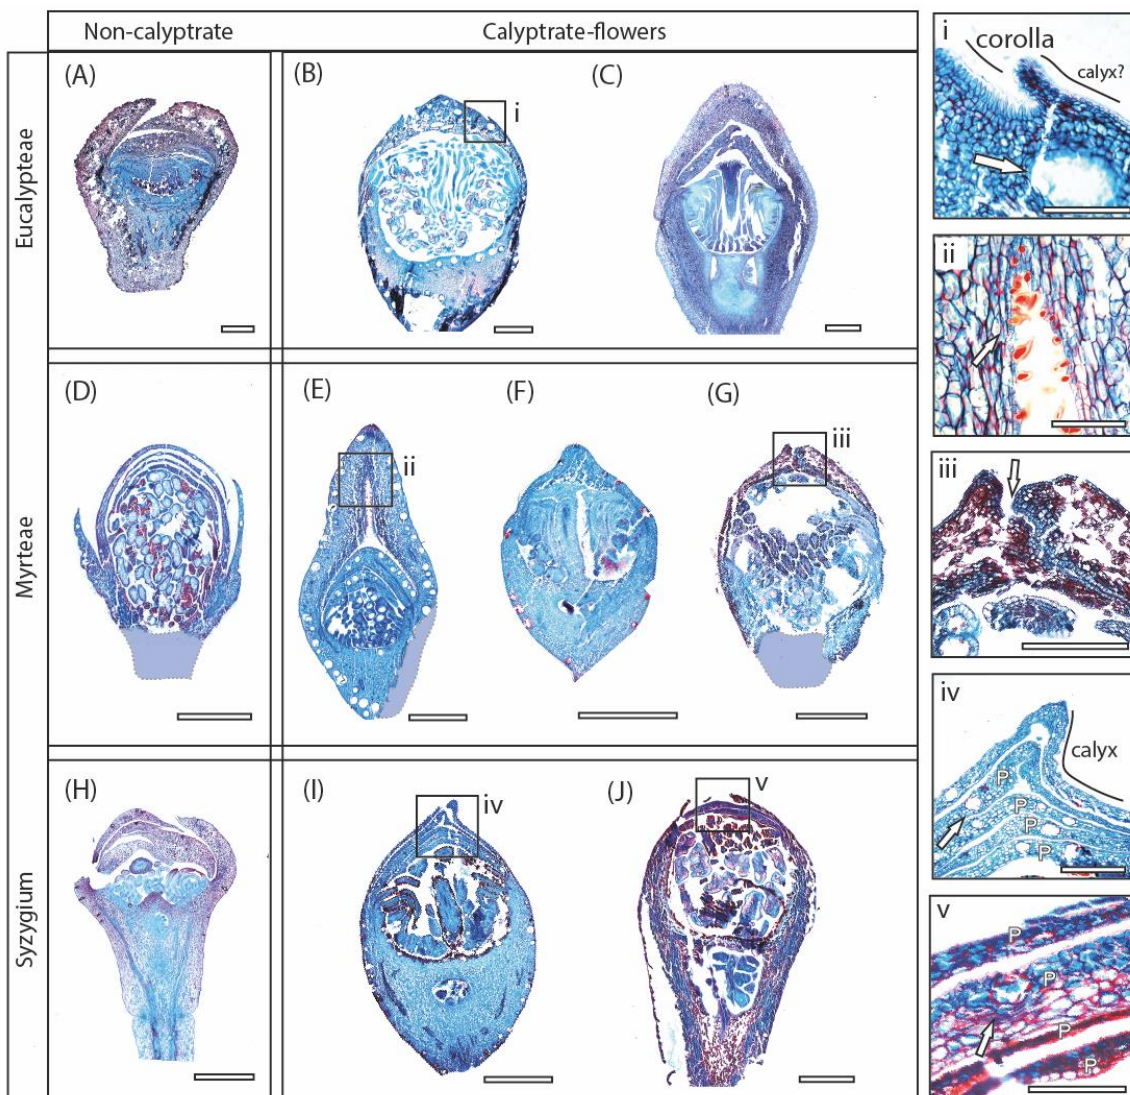 Non-calyptrate
Calyptrate-flowers
Eucalypteae
(A)
(B)
i
(C)
Myrteae
(D)
(E)
ii
(F)
(G)
iii
Syzygium
(H)
(I)
iv
(J)
v
i
corolla
calyx?
ii
iii
iv
calyx
P
P
P
P
v
P
P
P
P